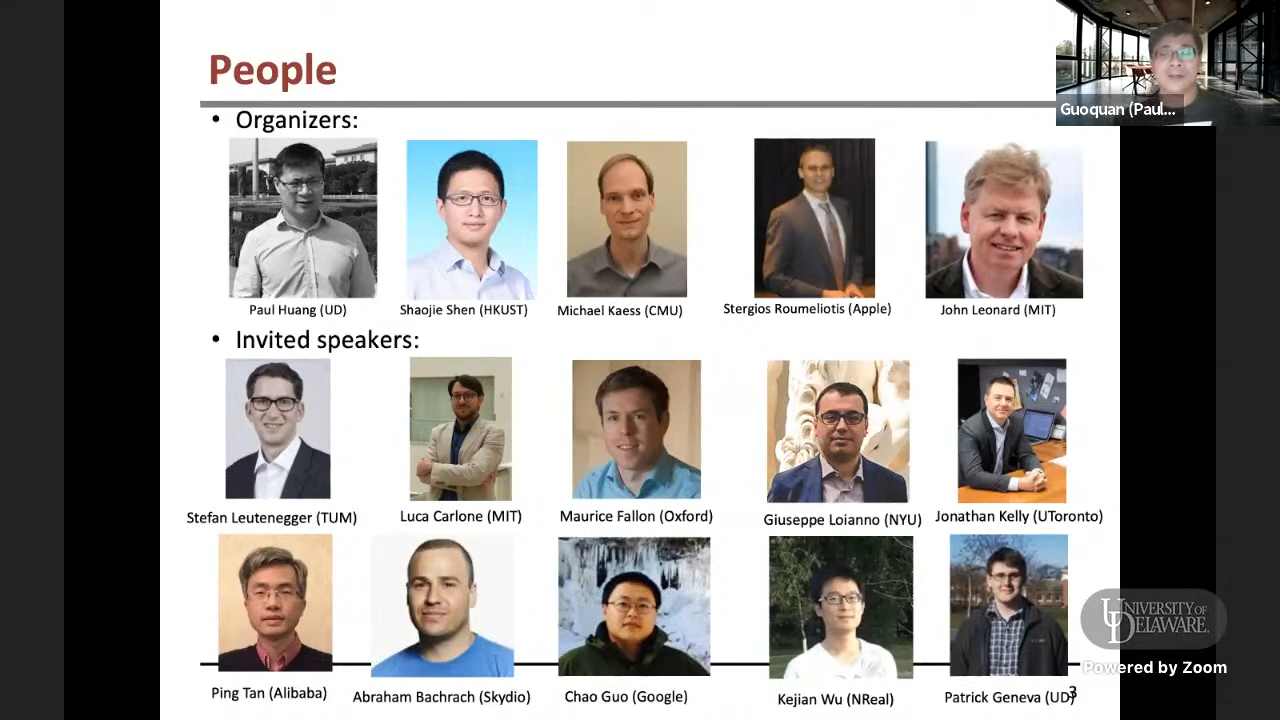 People
Guoquan (Paul...
• Organizers:
Paul Huang (UD)
Shaojie Shen (HKUST)
Michael Kaess (CMU)
Stergios Roumeliotis (Apple)
John Leonard (MIT)
• Invited speakers:
Stefan Leutenegger (TUM)
Luca Carlone (MIT)
Maurice Fallon (Oxford)
Giuseppe Loianno (NYU)
Jonathan Kelly (UToronto)
UNIVERSITY OF
DELAWARE.
Powered by Zoom
Ping Tan (Alibaba)
Abraham Bachrach (Skydio)
Chao Guo (Google)
Kejian Wu (NReal)
Patrick Geneva (UD)
3